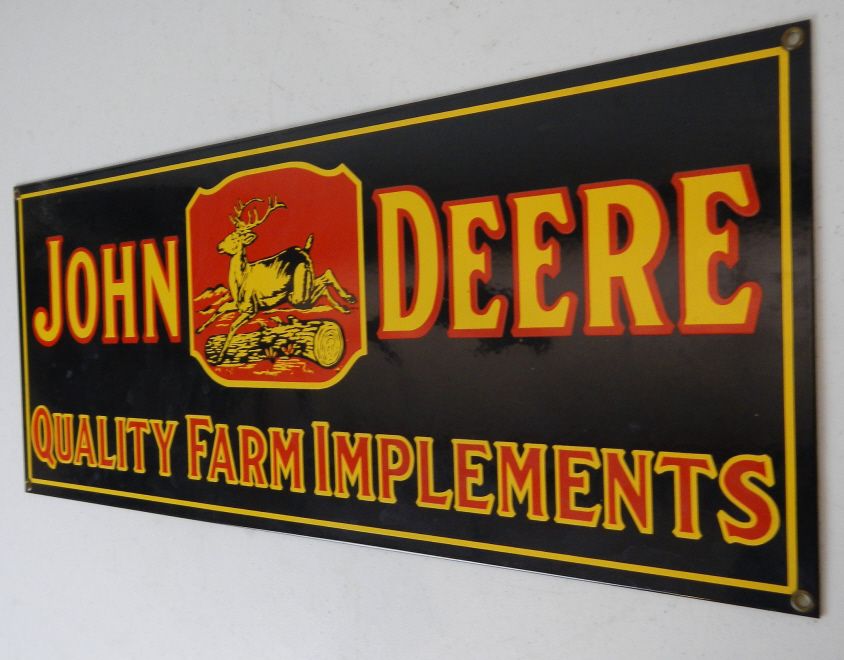 JOHN DEERE
QUALITY FARM IMPLEMENTS